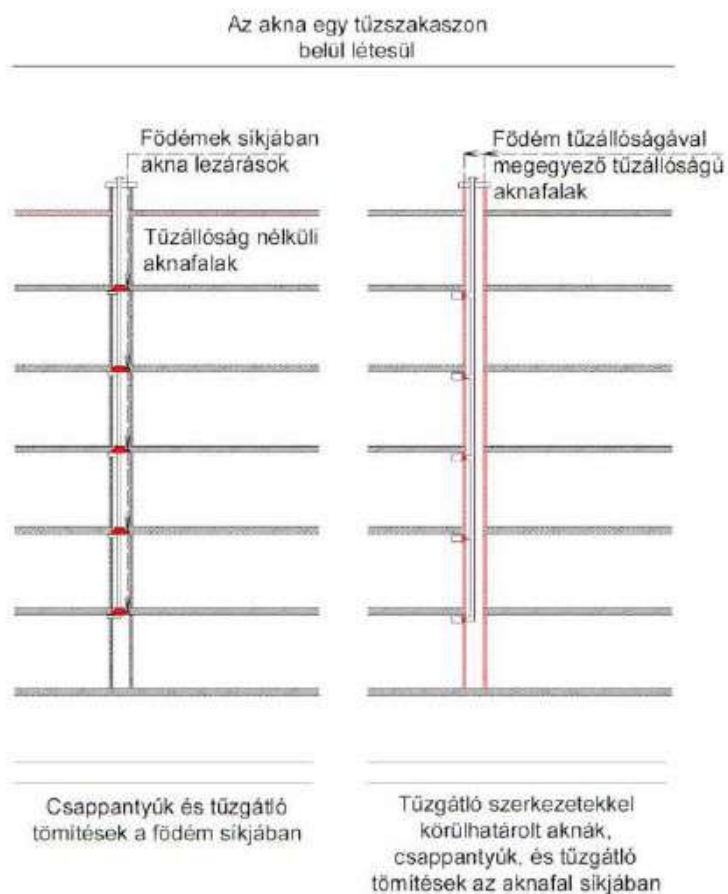 Az akna egy tűzszakaszon
belül létesül
Födémek síkjában
akna lezárások
Tűzállóság nélküli
aknafalak
Födém tűzállóságával
megegyező tűzállóságú
aknafalak
Csappantyúk és tűzgátló
tömítések a födém síkjában
Tűzgátló szerkezetekkel
körülhatárolt aknák,
csappantyúk, és tűzgátló
tömítések az aknafal síkjában